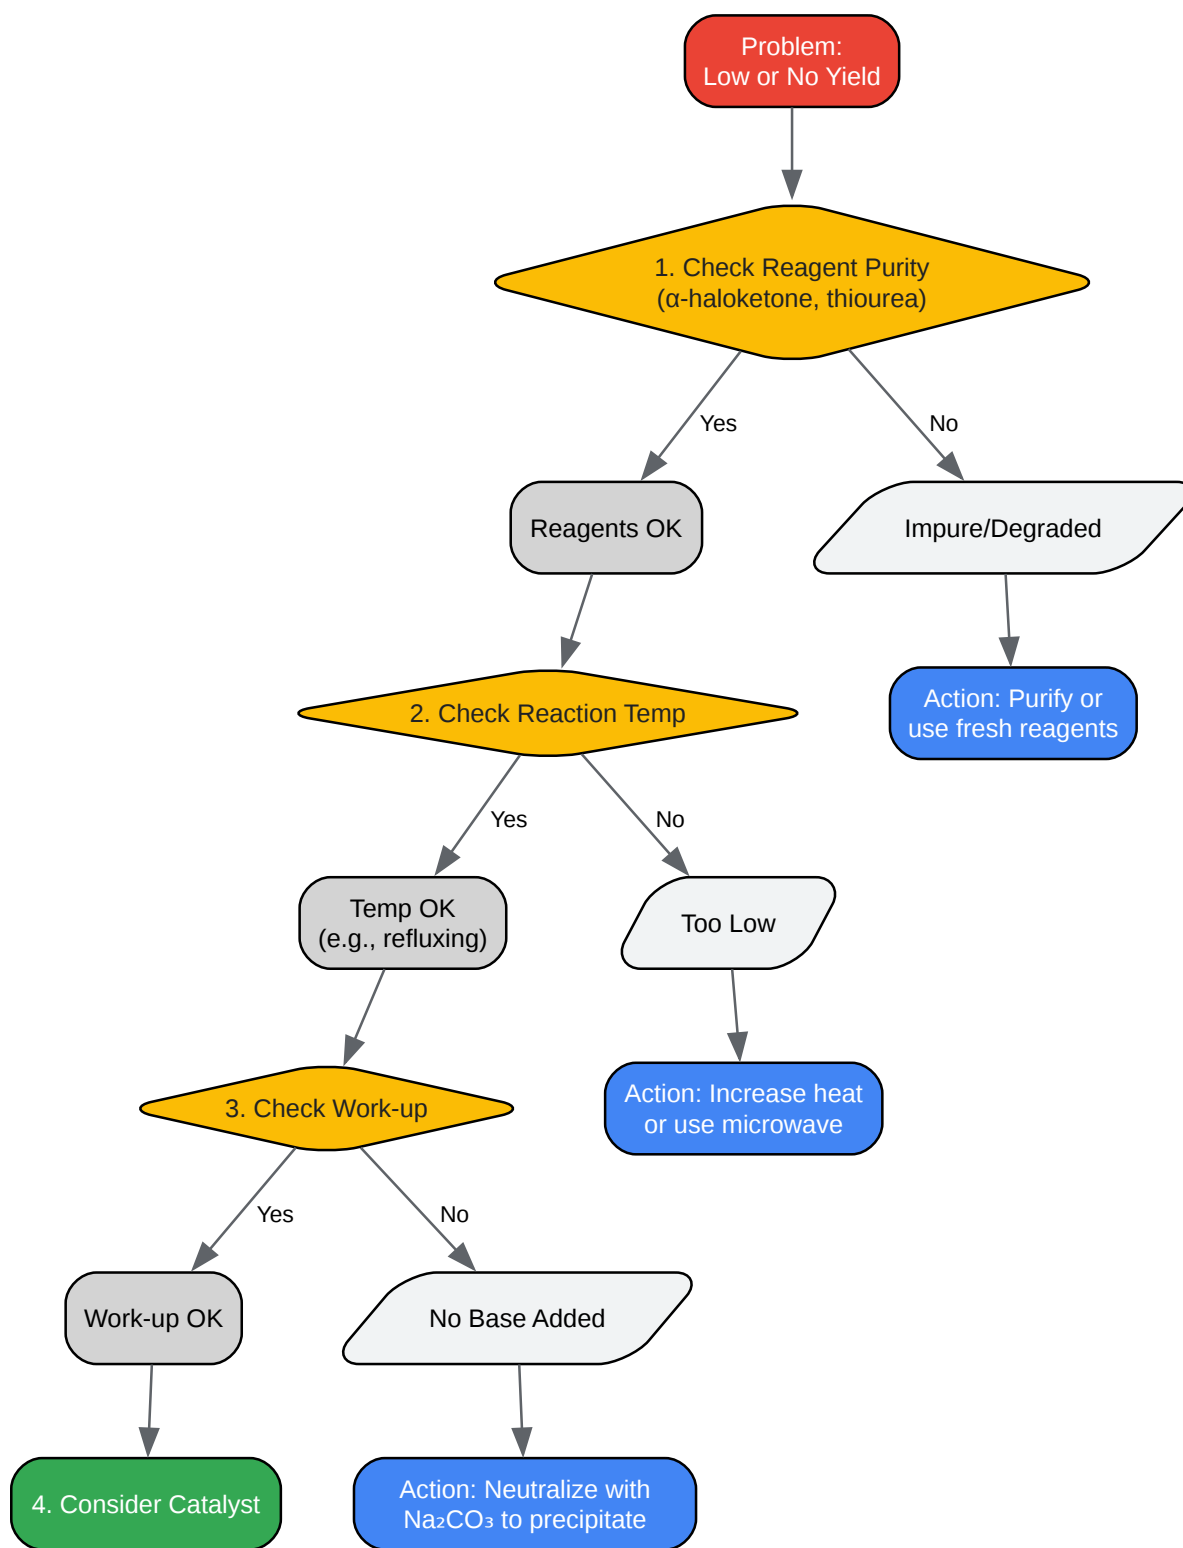 Problem:
Low or No Yield
1. Check Reagent Purity
(α-haloketone, thiourea)
Yes
No
Reagents OK
Impure/Degraded
2. Check Reaction Temp
Action: Purify or
use fresh reagents
Yes
No
Temp OK
(e.g., refluxing)
Too Low
3. Check Work-up
Action: Increase heat
or use microwave
Yes
No
Work-up OK
No Base Added
4. Consider Catalyst
Action: Neutralize with
Na₂CO₃ to precipitate